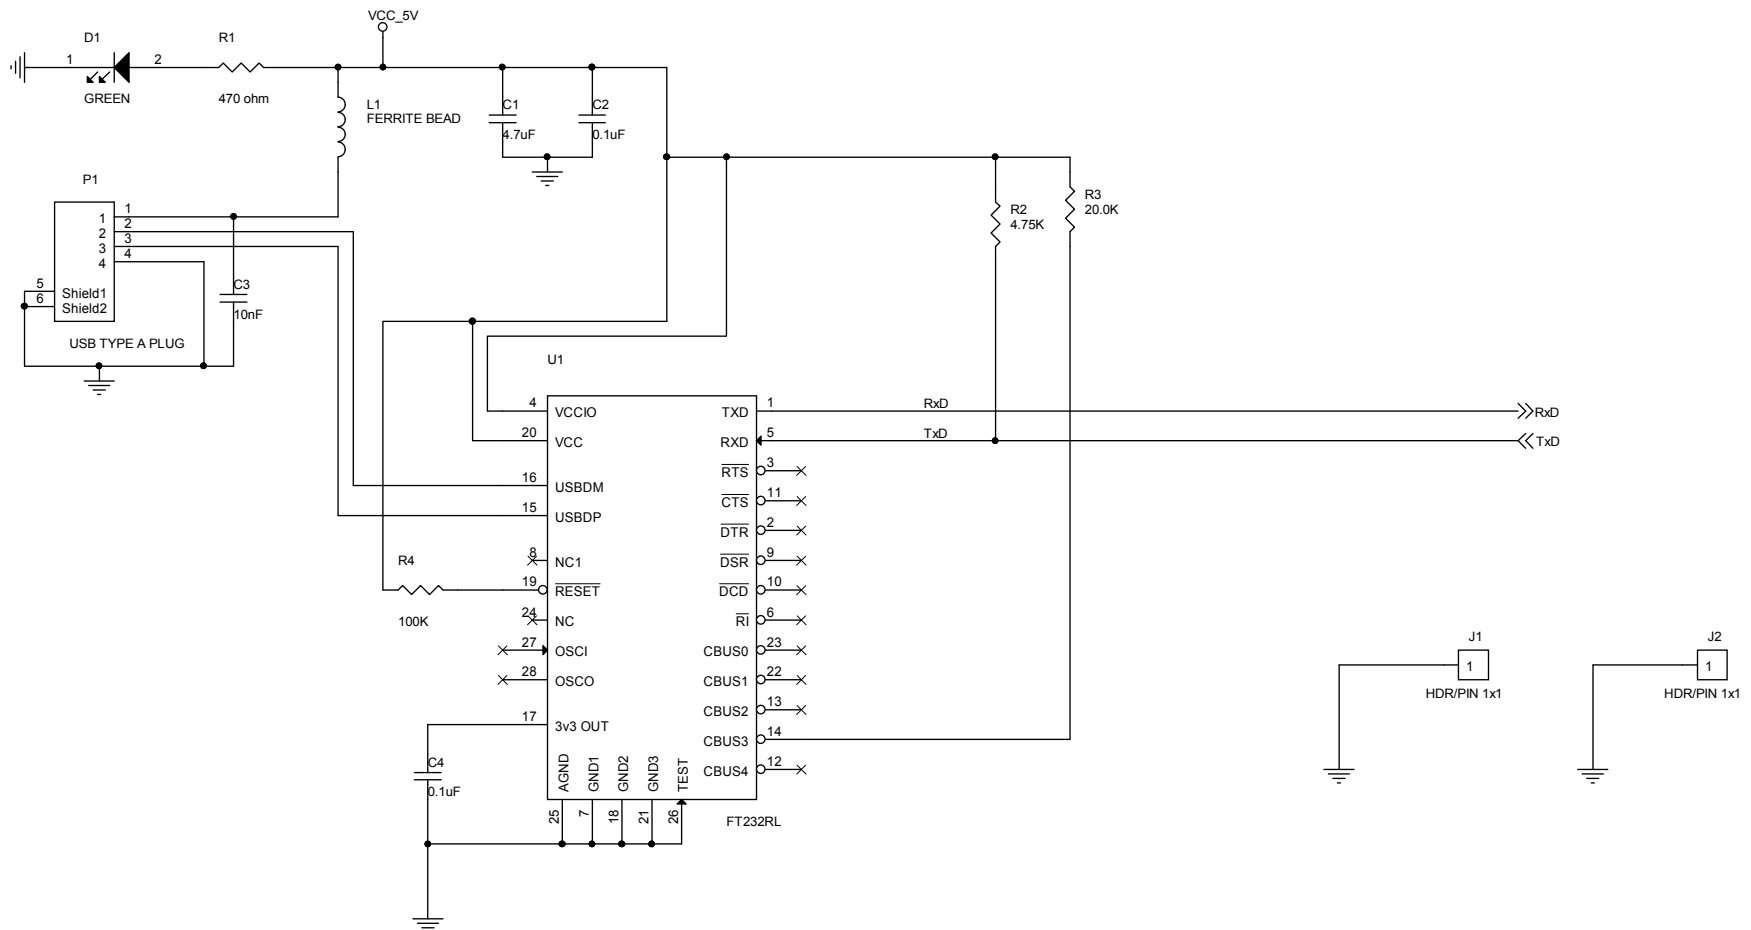 VCC_5V
D1
R1
1
2
GREEN
470 ohm
L1
FERRITE BEAD
C1
4.7uF
C2
0.1uF
P1
1
1
2
2
3
3
4
4
5
6
Shield1
Shield2
USB TYPE A PLUG
C3
10nF
R2
4.75K
R3
20.0K
U1
4
VCCIO
TXD
1
RxD
RxD
20
VCC
RXD
5
TxD
TxD
RTS
3
16
USBDM
CTS
11
15
USBDP
DTR
2
8
NC1
DSR
9
R4
100K
19
RESET
DCD
10
24
NC
RI
6
27
OSCI
CBUS0
23
28
OSCO
CBUS1
22
CBUS2
13
17
3v3 OUT
CBUS3
14
CBUS4
12
C4
0.1uF
AGND
GND1
GND2
GND3
TEST
25
7
18
21
26
FT232RL
J1
1
HDR/PIN 1x1
J2
1
HDR/PIN 1x1